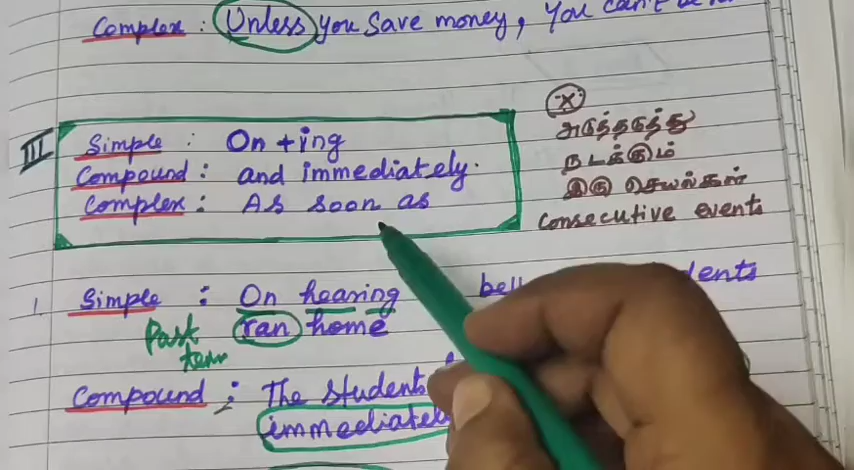 Complex : Unless you save money, you can't
III
Simple : On + ing
Compound : and immediately.
Complex : As soon as
(X)
அடுத்தடுத்து
நடக்கும்
இரு செயல்கள்
consecutive events
1. Simple : On hearing bell
ran home
Past
Compound : The students
immediately